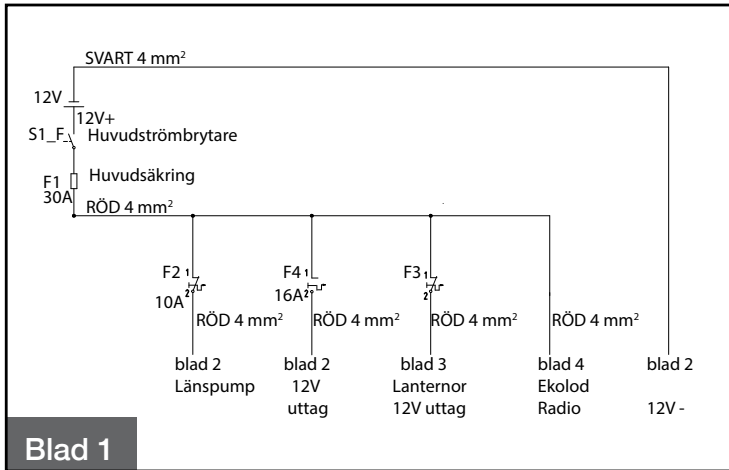 SVART 4 mm²
12V
12V+
S1_F
Huvudströmbrytare
F1
30A
Huvudsäkring
RÖD 4 mm²
F2 1
10A 2
F4 1
16A 2
F3 1
2
RÖD 4 mm²
RÖD 4 mm²
RÖD 4 mm²
RÖD 4 mm²
blad 2
Länspump
blad 2
12V
uttag
blad 3
Lanternor
12V uttag
blad 4
Ekolod
Radio
blad 2
12V -
Blad 1